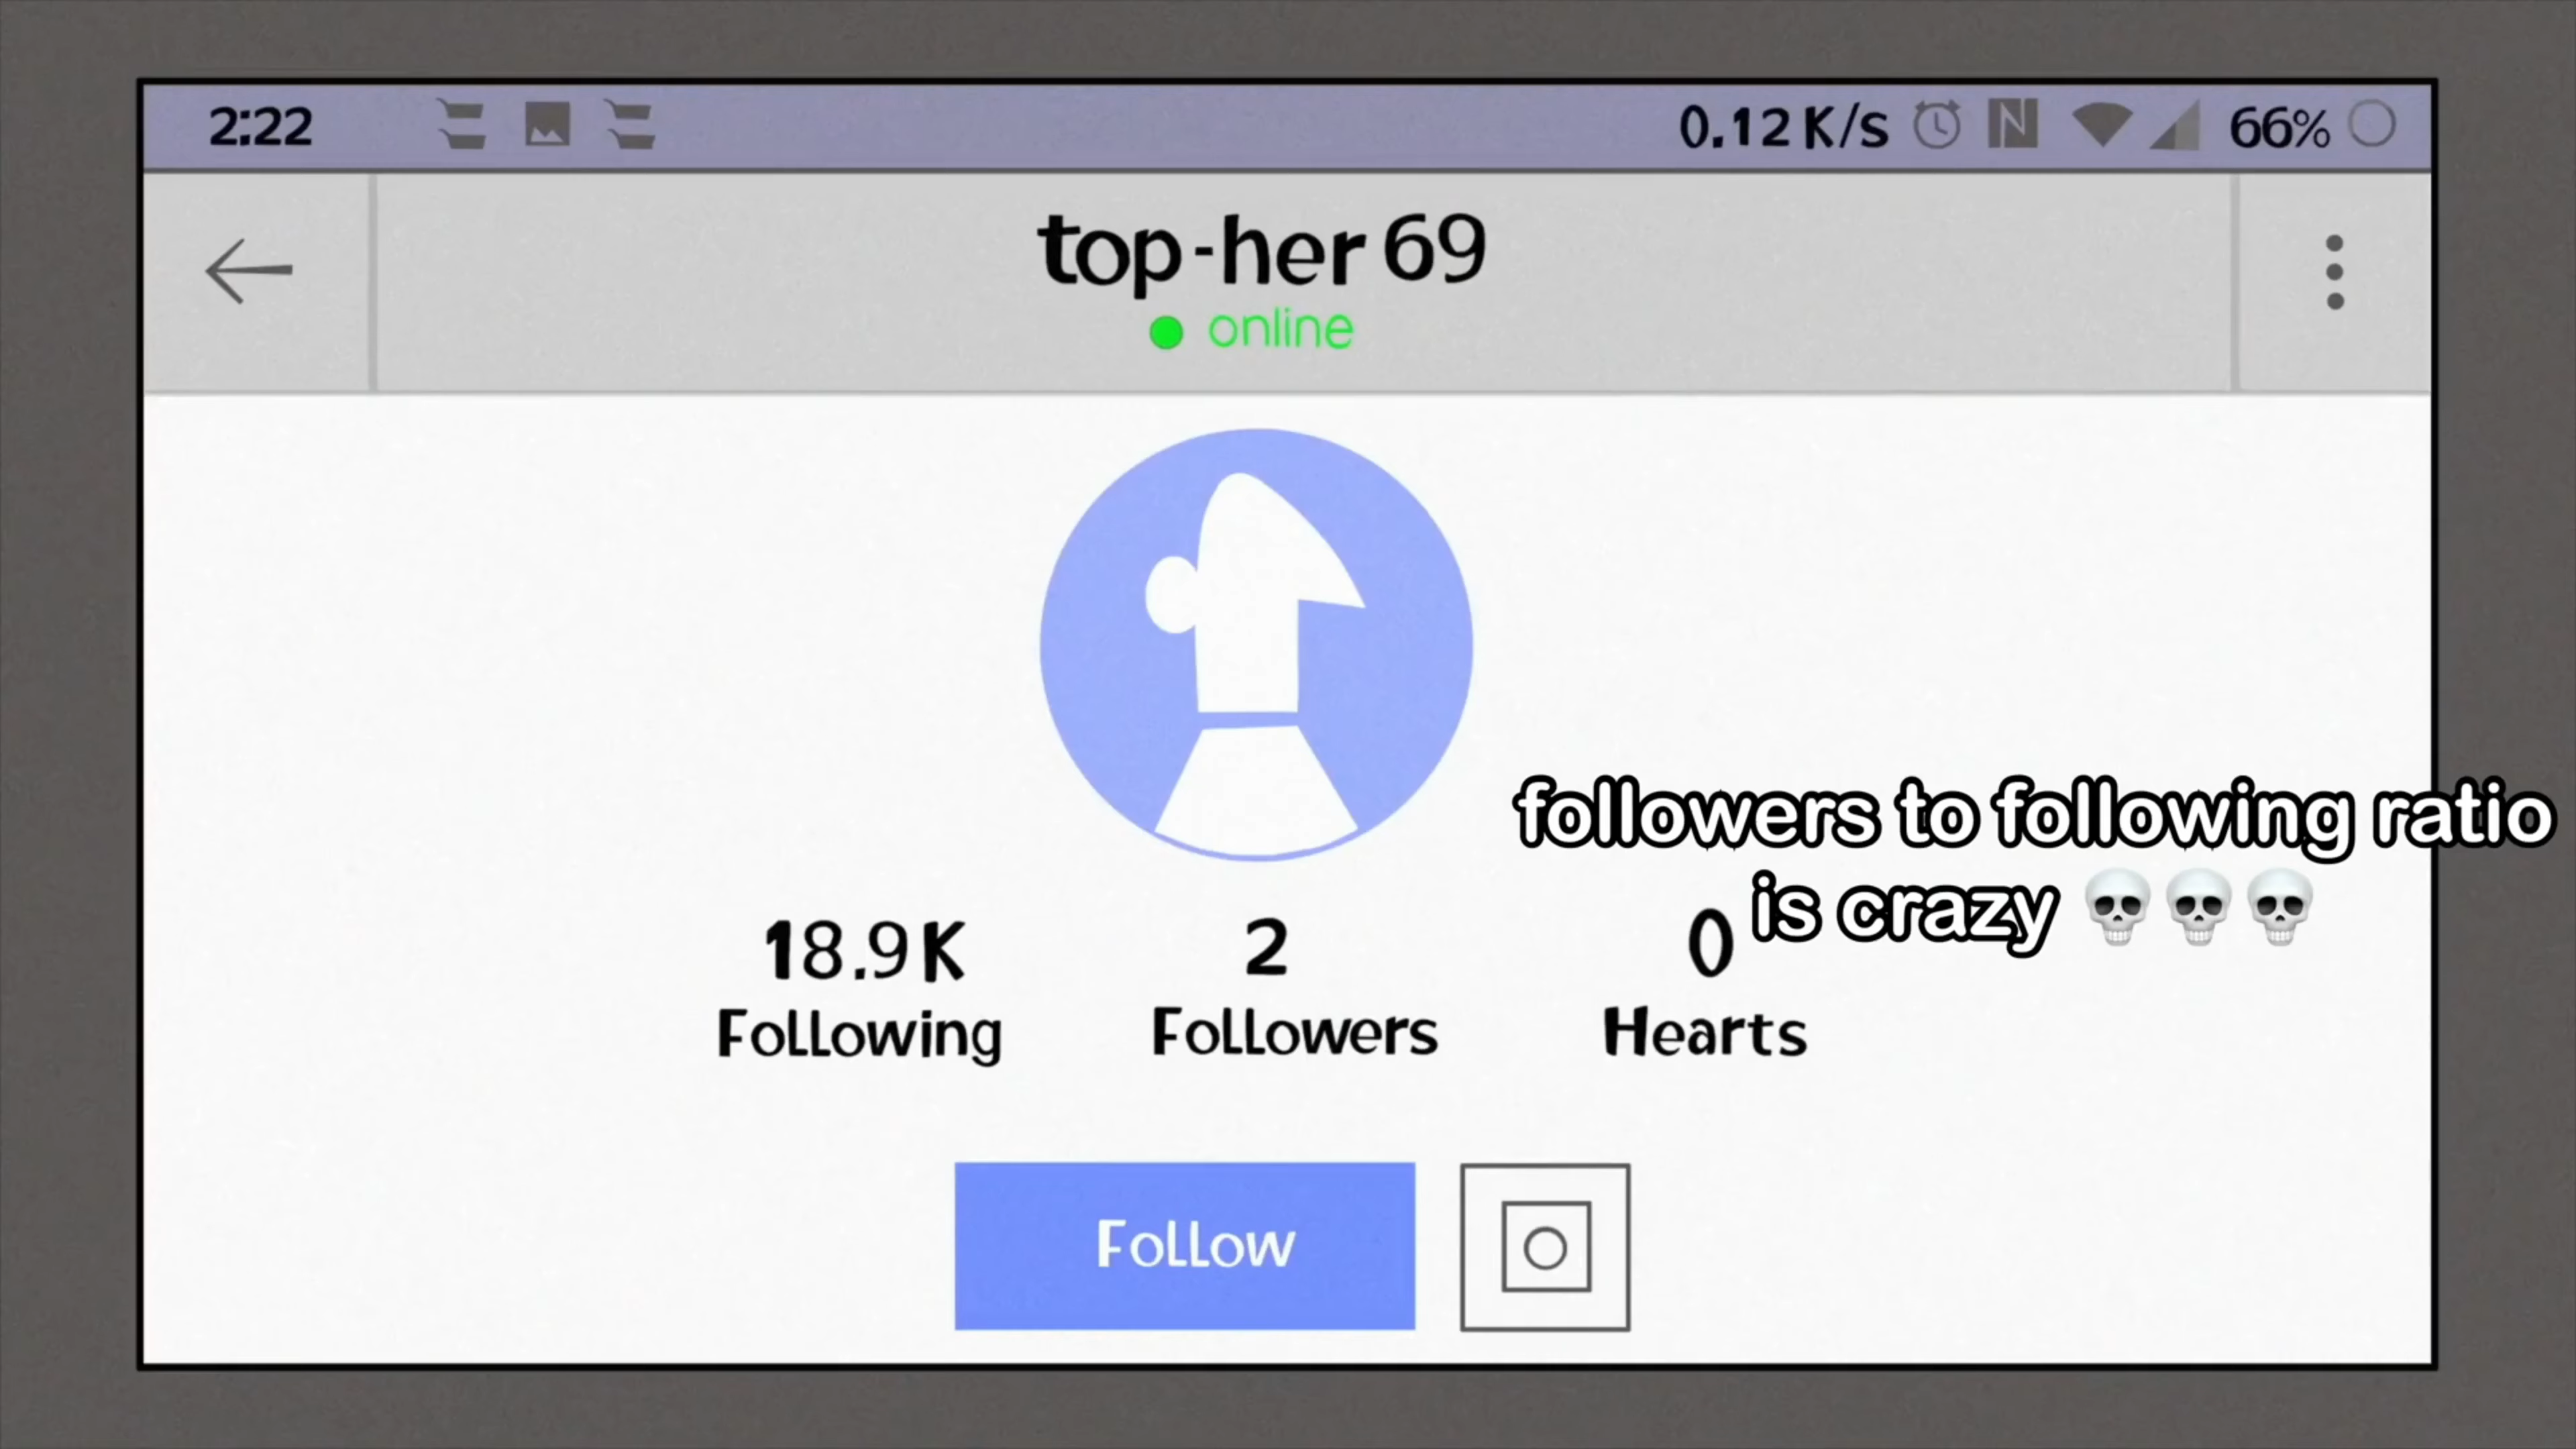 2:22 0.12 K/s N 66%
top-her 69
online
followers to following ratio
is crazy 💀💀💀
18.9K 2 0
Following Followers Hearts
Follow